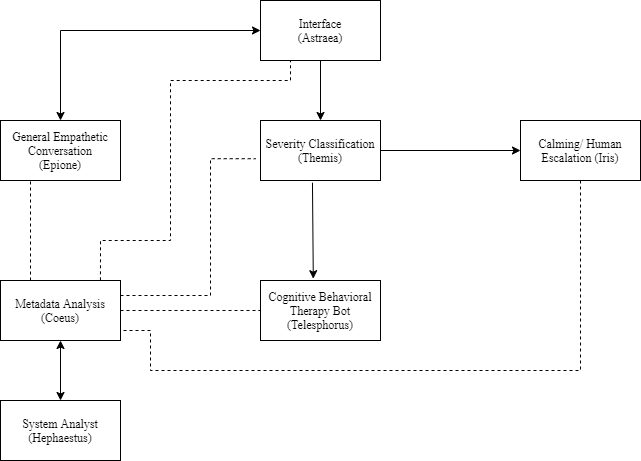 Interface
(Astraea)
General Empathetic
Conversation
(Epione)
Severity Classification
(Themis)
Calming/ Human
Escalation (Iris)
Metadata Analysis
(Coeus)
Cognitive Behavioral
Therapy Bot
(Telesphorus)
System Analyst
(Hephaestus)